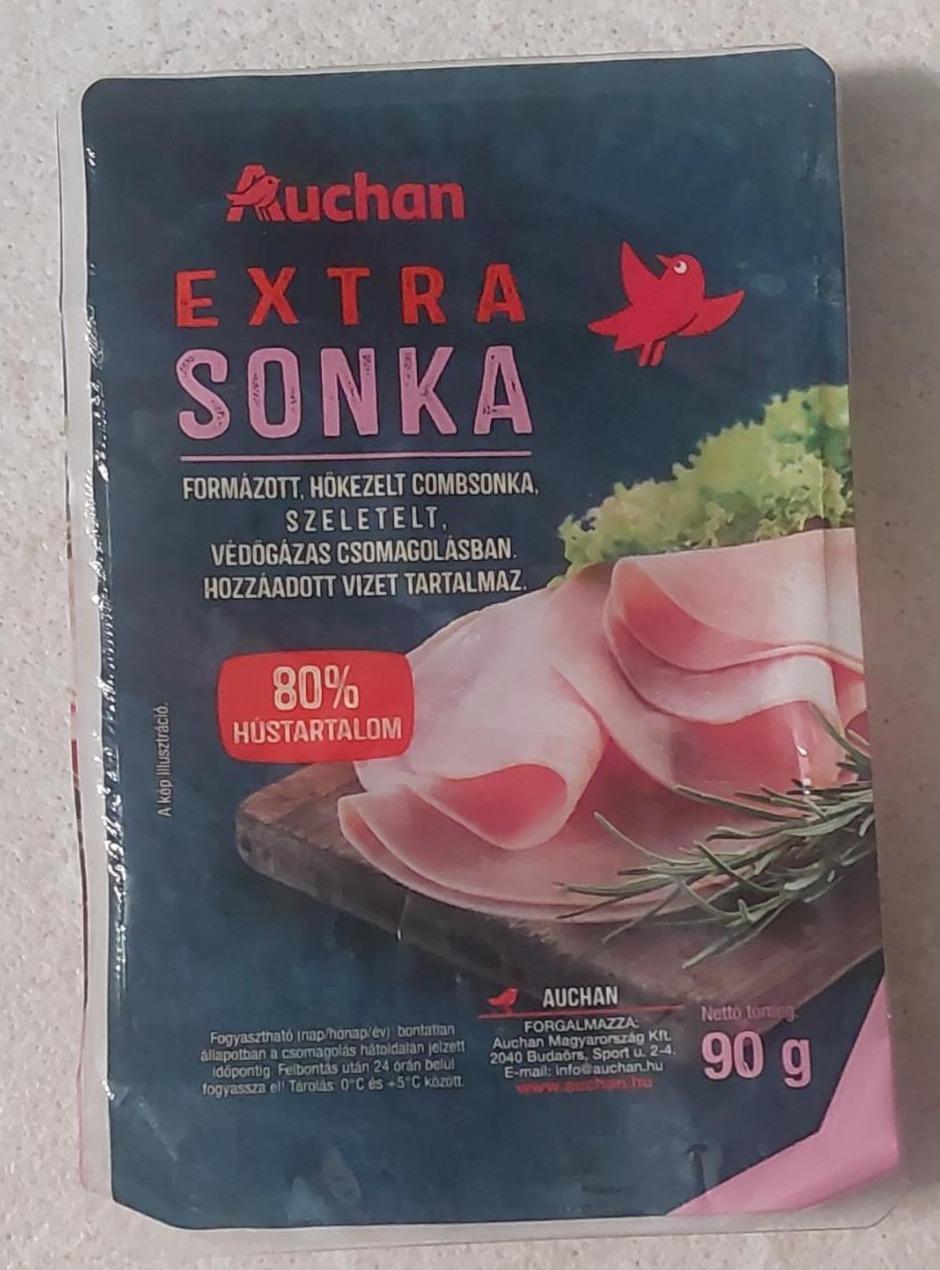 Auchan
EXTRA
SONKA
FORMÁZOTT, HŐKEZELT COMBSONKA,
SZELETELT,
VÉDŐGÁZAS CSOMAGOLÁSBAN.
HOZZÁADOTT VIZET TARTALMAZ.
80%
HÚSTARTALOM
A kép illusztráció.
Fogyasztható (nap/hónap/év) bontatlan
állapotban a csomagolás hátoldalán jelzett
időpontig. Felbontás után 24 órán belül
fogyassza el! Tárolás: 0°C és +5°C között.
AUCHAN
FORGALMAZZA:
Auchan Magyarország Kft.
2040 Budaörs, Sport u. 2-4.
E-mail: info@auchan.hu
www.auchan.hu
Nettó tömeg:
90 g